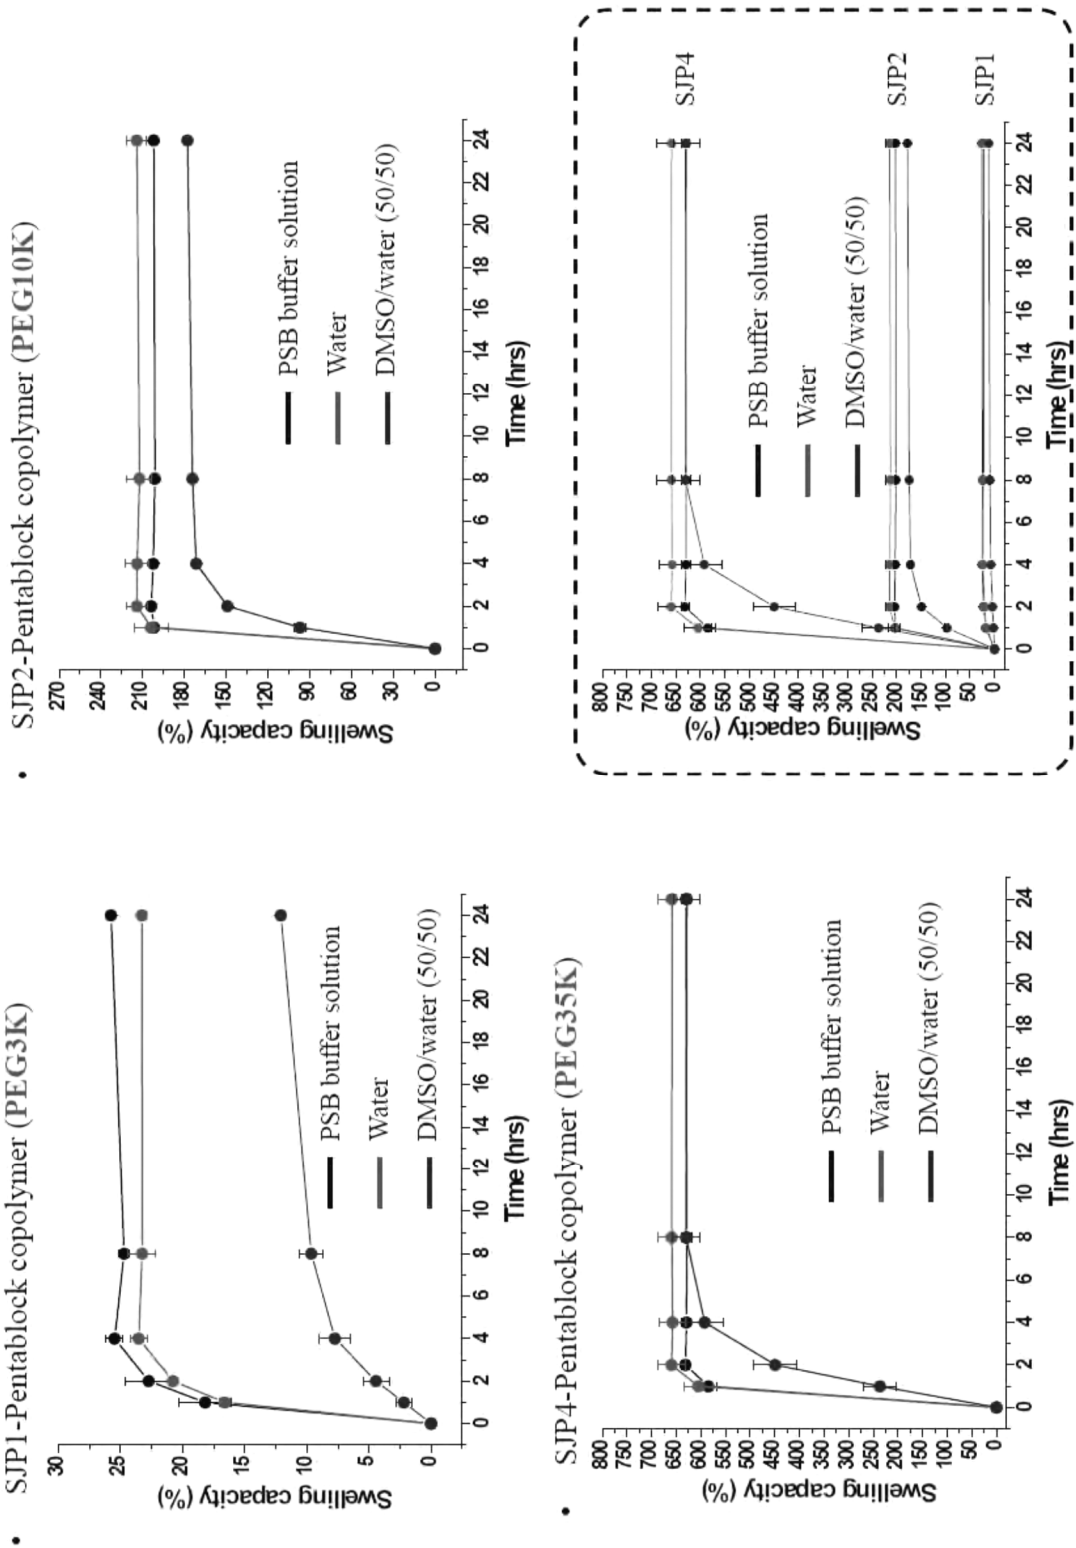 • SJP1-Pentablock copolymer (PEG3K)
30
25
20
15
10
5
0
Swelling capacity (%)
PSB buffer solution
Water
DMSO/water (50/50)
0 2 4 6 8 10 12 14 16 18 20 22 24
Time (hrs)
• SJP2-Pentablock copolymer (PEG10K)
270
240
210
180
150
120
90
60
30
0
Swelling capacity (%)
PSB buffer solution
Water
DMSO/water (50/50)
0 2 4 6 8 10 12 14 16 18 20 22 24
Time (hrs)
• SJP4-Pentablock copolymer (PEG35K)
800
750
700
650
600
550
500
450
400
350
300
250
200
150
100
50
0
Swelling capacity (%)
PSB buffer solution
Water
DMSO/water (50/50)
0 2 4 6 8 10 12 14 16 18 20 22 24
Time (hrs)
800
750
700
650
600
550
500
450
400
350
300
250
200
150
100
50
0
Swelling capacity (%)
SJP4
PSB buffer solution
Water
DMSO/water (50/50)
SJP2
SJP1
0 2 4 6 8 10 12 14 16 18 20 22 24
Time (hrs)